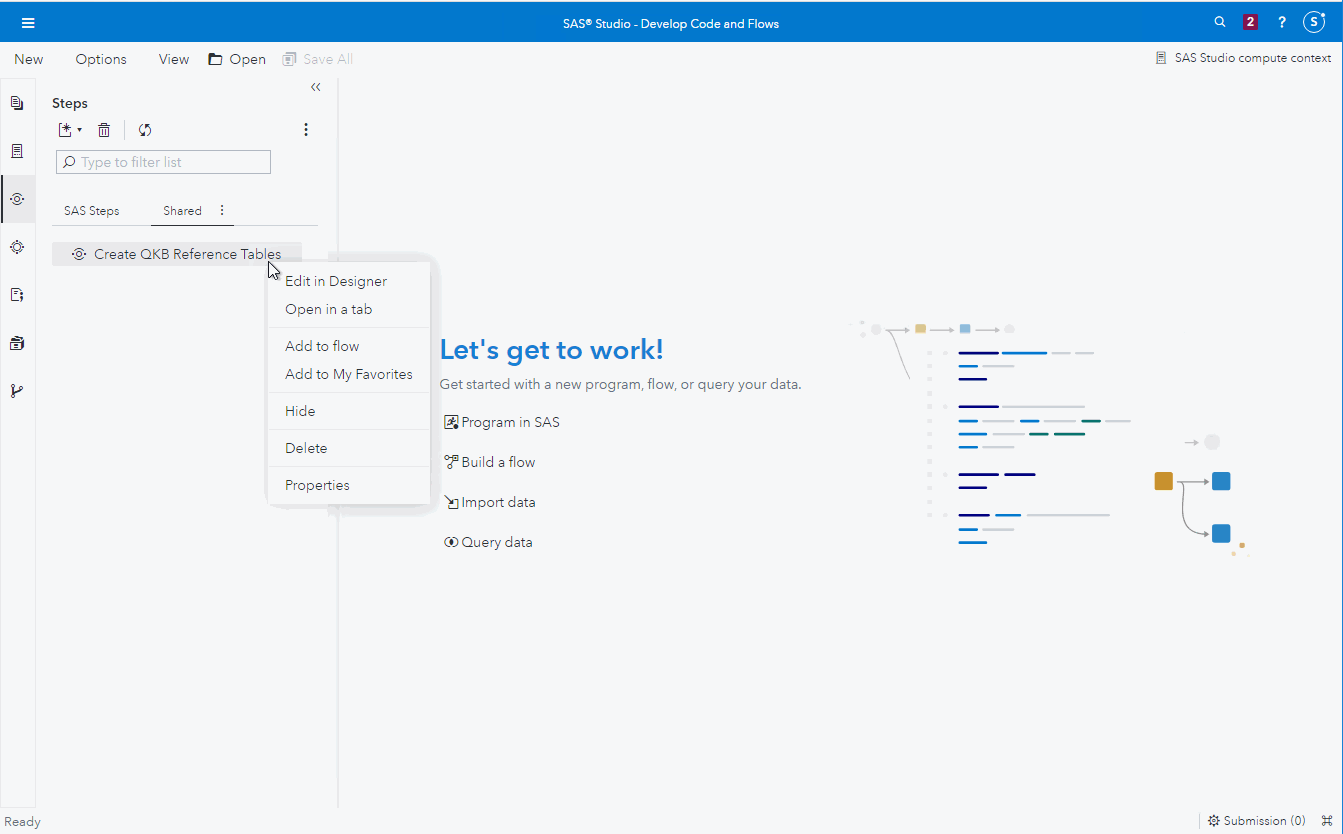 SAS® Studio - Develop Code and Flows
2
?
S
New
Options
View
Open
Save All
SAS Studio compute context
Steps
Type to filter list
SAS Steps
Shared
Create QKB Reference Tables
Edit in Designer
Open in a tab
Add to flow
Add to My Favorites
Hide
Delete
Properties
Let's get to work!
Get started with a new program, flow, or query your data.
Program in SAS
Build a flow
Import data
Query data
Ready
Submission (0)